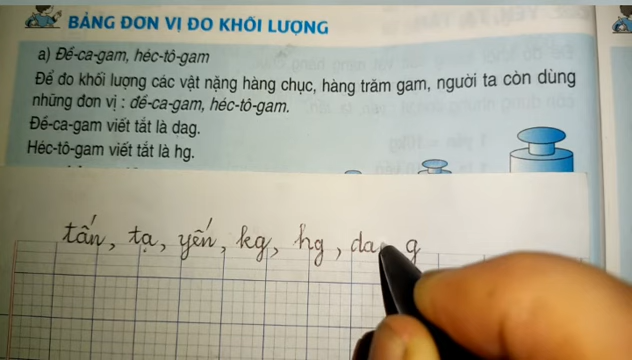 BẢNG ĐƠN VỊ ĐO KHỐI LƯỢNG
a) Đề-ca-gam, héc-tô-gam
Để đo khối lượng các vật nặng hàng chục, hàng trăm gam, người ta còn dùng
những đơn vị : đề-ca-gam, héc-tô-gam.
Đề-ca-gam viết tắt là dag.
Héc-tô-gam viết tắt là hg.
tấn, tạ, yến, kg, hg, da g